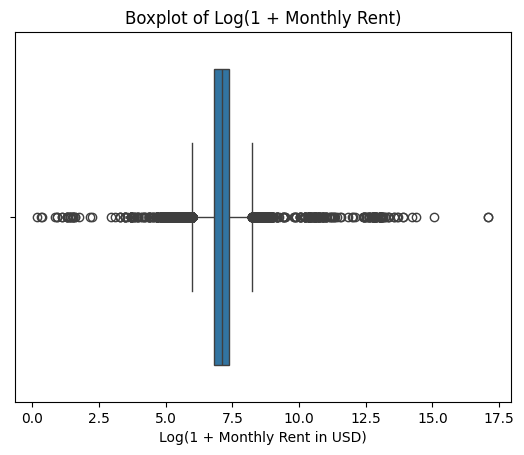 Boxplot of Log(1 + Monthly Rent)
0.0 2.5 5.0 7.5 10.0 12.5 15.0 17.5
Log(1 + Monthly Rent in USD)